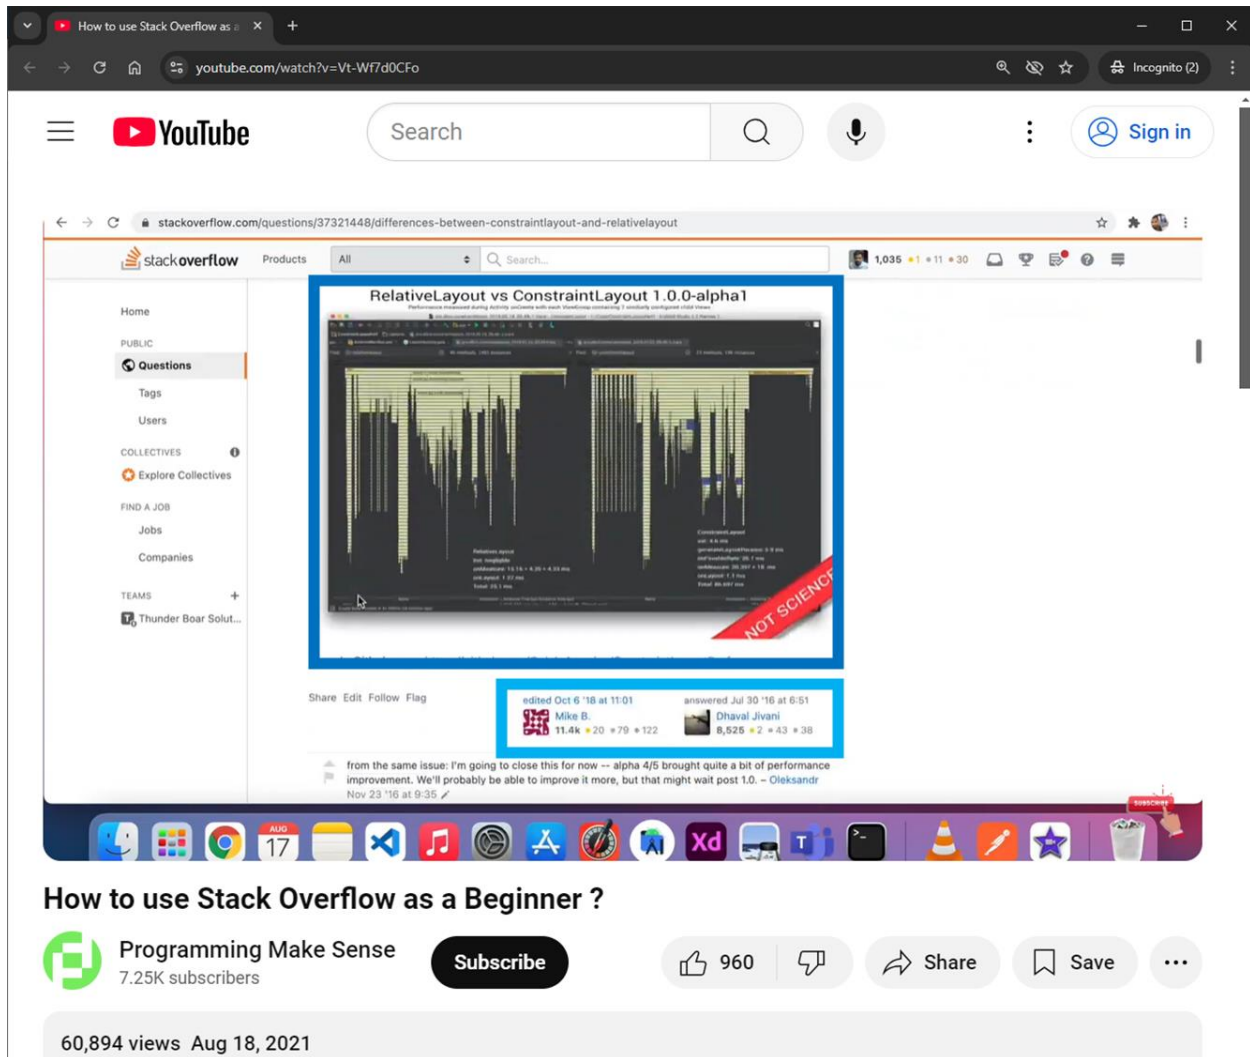 How to use Stack Overflow as a
youtube.com/watch?v=Vt-Wf7d0CFo
Incognito (2)
YouTube
Search
Sign in
stackoverflow.com/questions/37321448/differences-between-constraintlayout-and-relativelayout
stackoverflow
Products
All
Search...
1,035 1 11 30
Home
PUBLIC
Questions
Tags
Users
COLLECTIVES
Explore Collectives
FIND A JOB
Jobs
Companies
TEAMS
Thunder Boar Solut...
RelativeLayout vs ConstraintLayout 1.0.0-alpha1
NOT SCIENCE
Share Edit Follow Flag
edited Oct 6 '18 at 11:01
Mike B.
11.4k 20 79 122
answered Jul 30 '16 at 6:51
Dhaval Jivani
8,525 2 43 38
from the same issue: I'm going to close this for now -- alpha 4/5 brought quite a bit of performance
improvement. We'll probably be able to improve it more, but that might wait post 1.0. – Oleksandr
Nov 23 '16 at 9:35
SUBSCRIBE
AUG
17
Xd
How to use Stack Overflow as a Beginner ?
Programming Make Sense
7.25K subscribers
Subscribe
960
Share
Save
60,894 views Aug 18, 2021